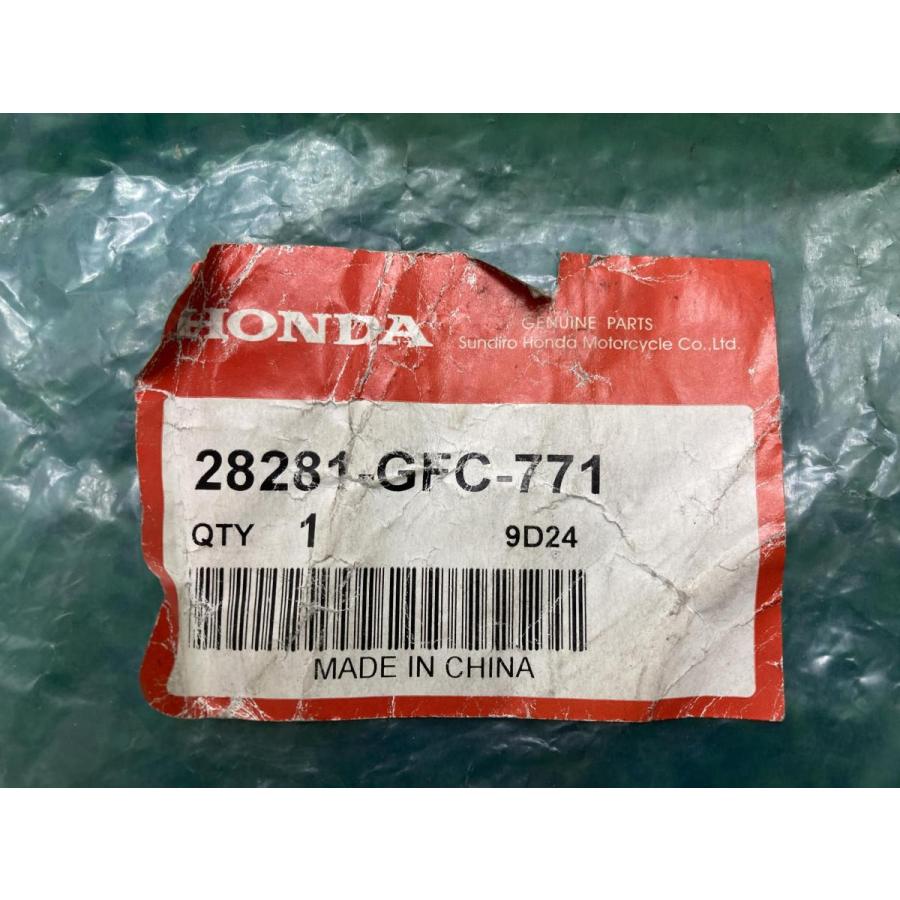 HONDA
GENUINE PARTS
Sundiro Honda Motorcycle Co.,Ltd.
28281-GFC-771
QTY 1 9D24
MADE IN CHINA